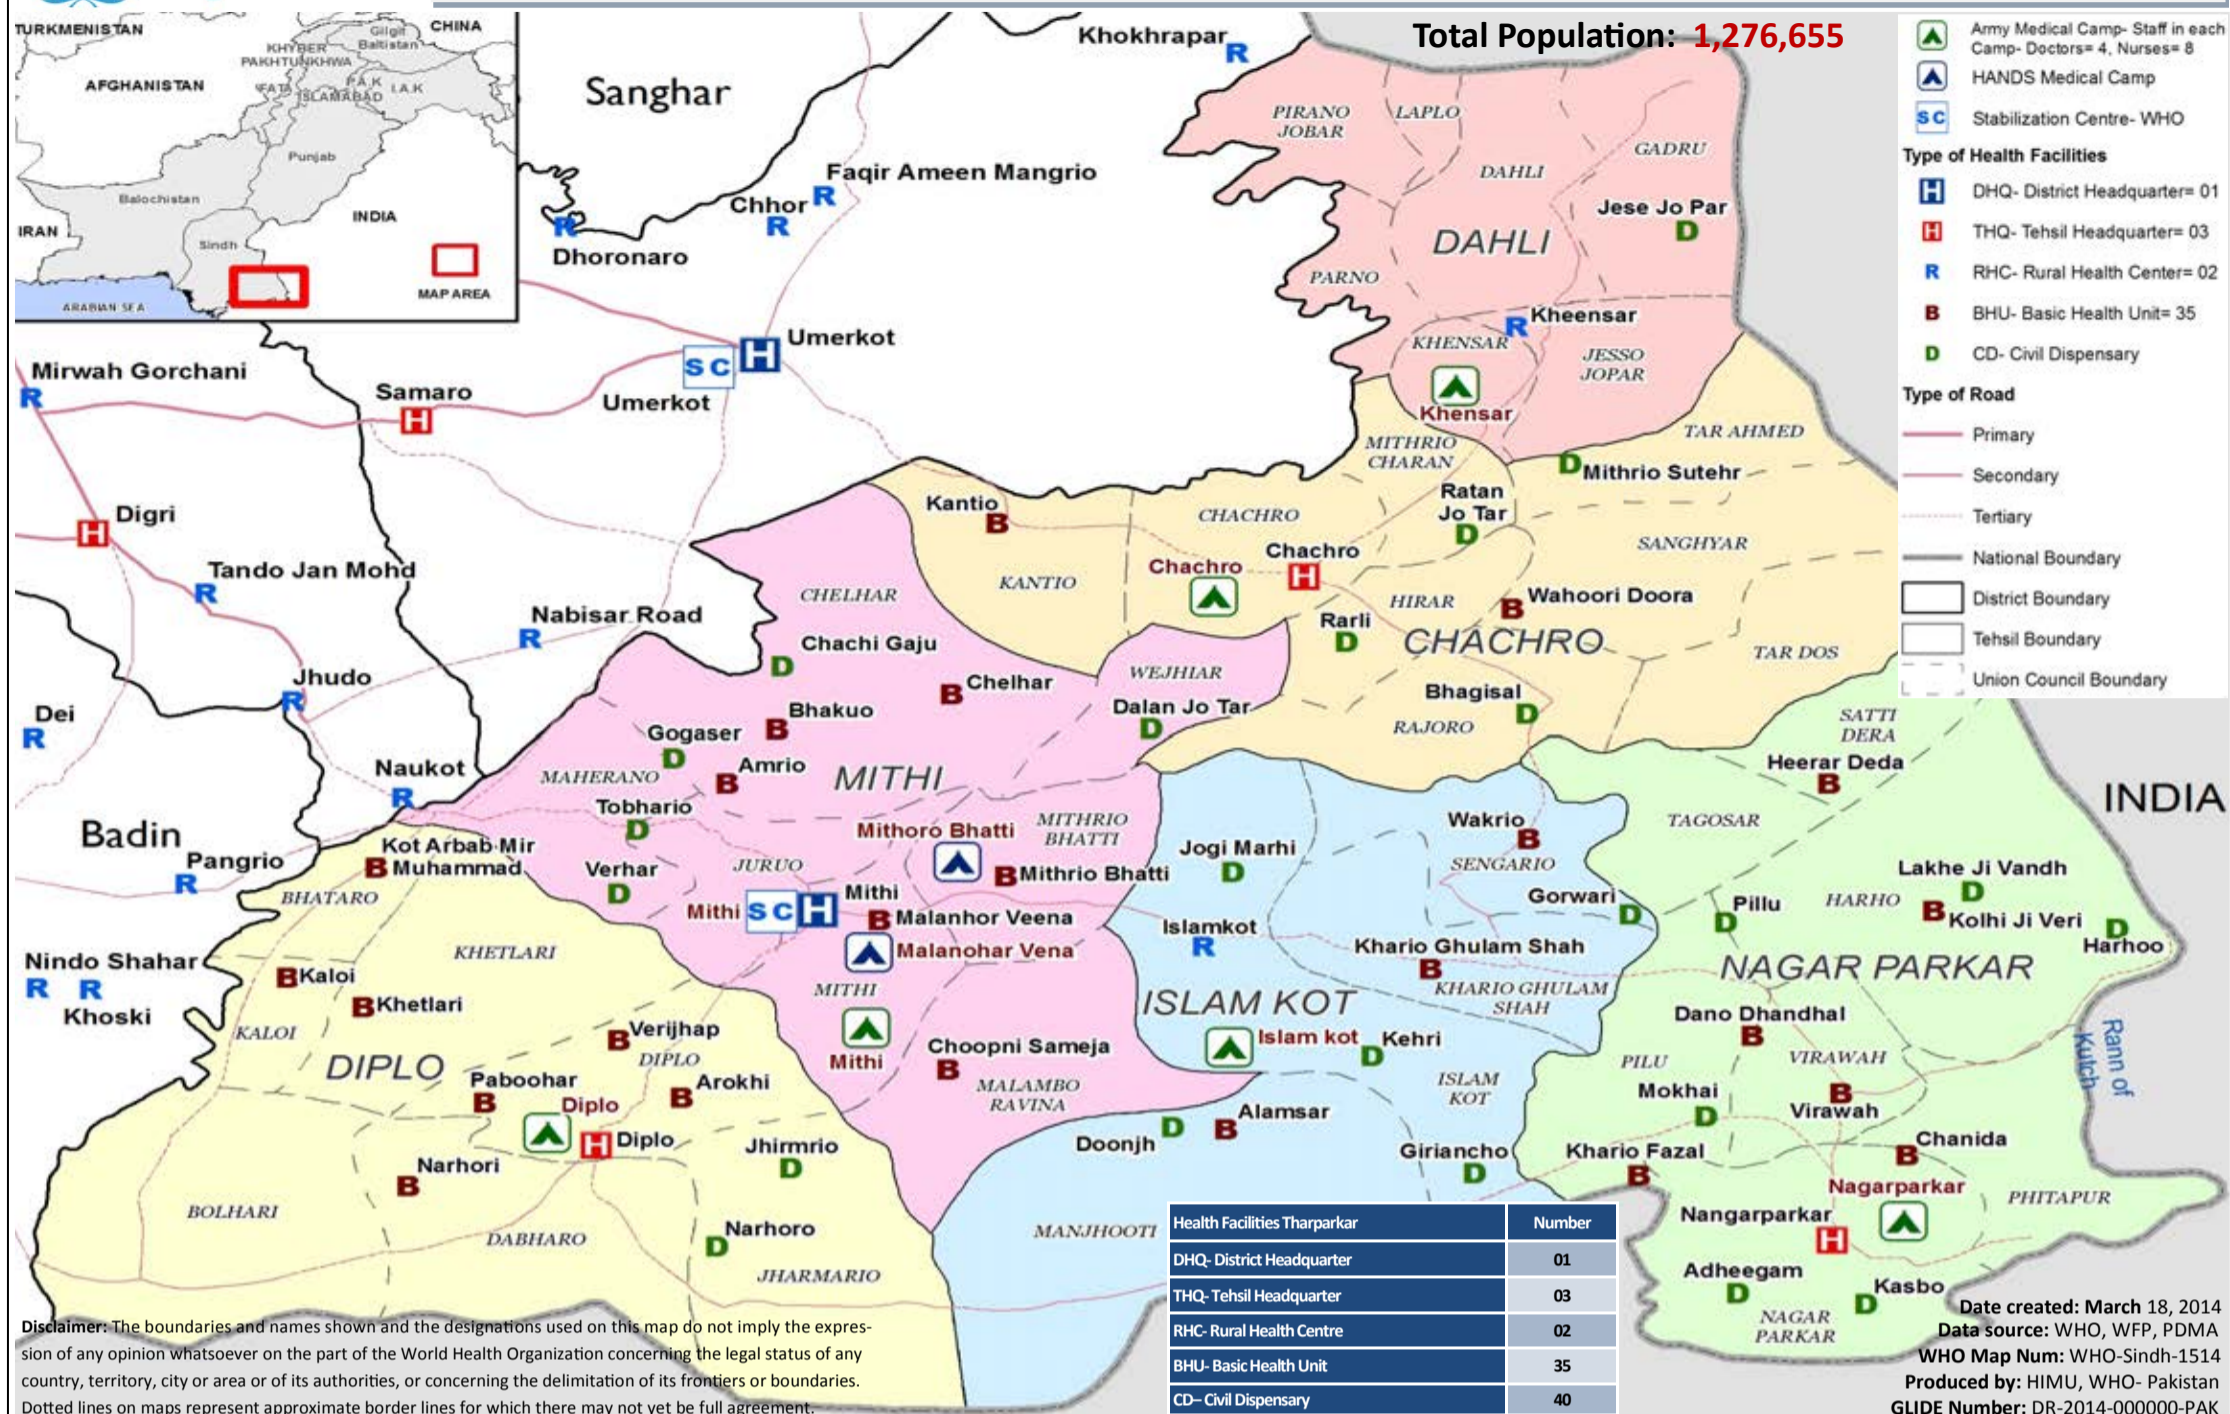 TURKMENISTAN
CHINA
Gilgit
Baltistan
KHYBER
PAKHTUNKHWA
AFGHANISTAN
FATA
P.A.K
I.A.K
ISLAMABAD
Punjab
Balochistan
INDIA
IRAN
Sindh
MAP AREA
ARABIAN SEA
Total Population: 1,276,655
Khokhrapar
R
Sanghar
Faqir Ameen Mangrio
R
Chhor
R
R
Dhoronaro
Umerkot
SC
H
Umerkot
Mirwah Gorchani
R
Samaro
H
Digri
H
Tando Jan Mohd
R
Nabisar Road
R
Jhudo
R
Dei
R
Naukot
R
Badin
Pangrio
R
Nindo Shahar
R R
Khoski
PIRANO
JOBAR
LAPLO
GADRU
DAHLI
Jese Jo Par
D
DAHLI
PARNO
Kheensar
R
KHENSAR
JESSO
JOPAR
Khensar
TAR AHMED
MITHRIO
CHARAN
D
Mithrio Sutehr
Kantio
B
Ratan
Jo Tar
D
CHACHRO
SANGHYAR
Chachro
Chachro
H
KANTIO
HIRAR
B
Wahoori Doora
Rarli
D
CHACHRO
TAR DOS
Bhagisal
D
RAJORO
CHELHAR
Chachi Gaju
D
WEJHIAR
B
Chelhar
Dalan Jo Tar
D
B
Bhakuo
Gogaser
D
MAHERANO
B
Amrio
MITHI
Tobhario
D
Mithoro Bhatti
MITHRIO
BHATTI
Verhar
D
JURUO
B
Mithrio Bhatti
Mithi
SC
H
Mithi
B
Malanhor Veena
Malanohar Vena
MITHI
Mithi
Choopni Sameja
B
MALAMBO
RAVINA
Kot Arbab Mir
B
Muhammad
BHATARO
KHETLARI
B
Kaloi
B
Khetlari
KALOI
B
Verijhap
DIPLO
DIPLO
Paboohar
B
Arokhi
B
Diplo
H
Diplo
Narhori
B
Jhirmrio
D
BOLHARI
DABHARO
Narhoro
D
JHARMARIO
Jogi Marhi
D
Wakrio
B
SENGARIO
Gorwari
D
Islamkot
R
Khario Ghulam Shah
B
KHARIO GHULAM
SHAH
ISLAM KOT
Islam kot
D
Kehri
ISLAM
KOT
D
Doonjh
B
Alamsar
Giriancho
D
MANJHOOTI
SATTI
DERA
Heerar Deda
B
TAGOSAR
INDIA
Lakhe Ji Vandh
D
Pillu
D
HARHO
B
Kolhi Ji Veri
D
Harhoo
NAGAR PARKAR
Dano Dhandhal
B
PILU
VIRAWAH
Rann of
Kutch
Mokhai
D
B
Virawah
Khario Fazal
B
Chanida
B
Nagarparkar
PHITAPUR
Nangarparkar
H
Adheegam
D
Kasbo
D
NAGAR
PARKAR
Army Medical Camp- Staff in each
Camp- Doctors= 4, Nurses= 8
HANDS Medical Camp
SC Stabilization Centre- WHO
Type of Health Facilities
H DHQ- District Headquarter= 01
H THQ- Tehsil Headquarter= 03
R RHC- Rural Health Center= 02
B BHU- Basic Health Unit= 35
D CD- Civil Dispensary
Type of Road
Primary
Secondary
Tertiary
National Boundary
District Boundary
Tehsil Boundary
Union Council Boundary
Health Facilities Tharparkar Number
DHQ- District Headquarter 01
THQ- Tehsil Headquarter 03
RHC- Rural Health Centre 02
BHU- Basic Health Unit 35
CD– Civil Dispensary 40
Disclaimer: The boundaries and names shown and the designations used on this map do not imply the expres-
sion of any opinion whatsoever on the part of the World Health Organization concerning the legal status of any
country, territory, city or area or of its authorities, or concerning the delimitation of its frontiers or boundaries.
Dotted lines on maps represent approximate border lines for which there may not yet be full agreement.
Date created: March 18, 2014
Data source: WHO, WFP, PDMA
WHO Map Num: WHO-Sindh-1514
Produced by: HIMU, WHO- Pakistan
GLIDE Number: DR-2014-000000-PAK